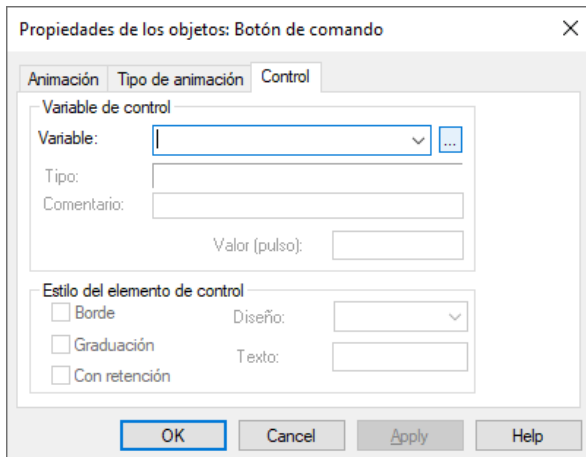 Propiedades de los objetos: Botón de comando
Animación Tipo de animación Control
Variable de control
Variable:
...
Tipo:
Comentario:
Valor (pulso):
Estilo del elemento de control
Borde Diseño:
Graduación
Texto:
Con retención
OK Cancel Apply Help